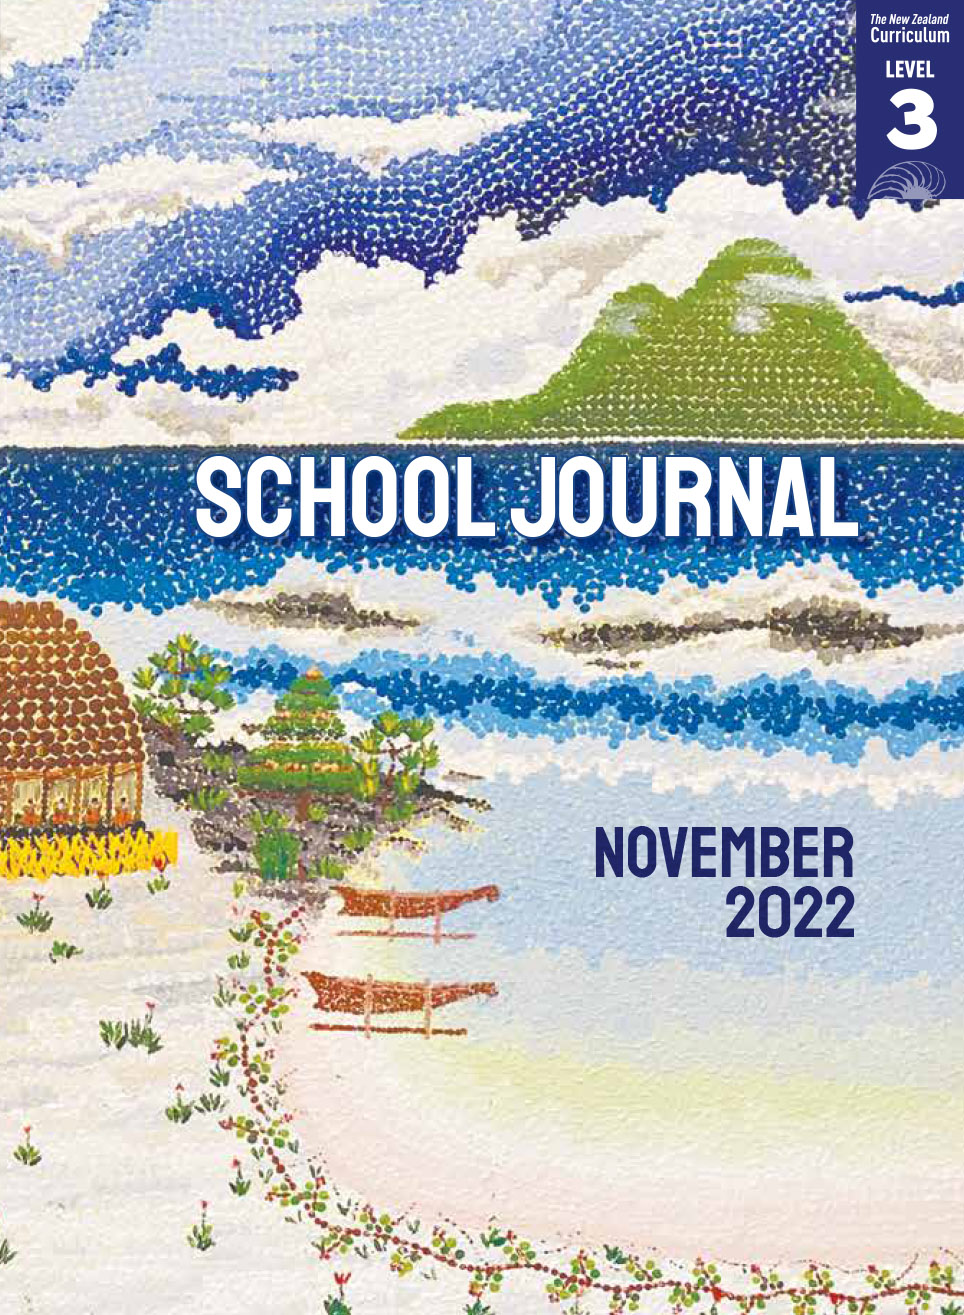 The New Zealand
Curriculum
LEVEL
3
SCHOOL JOURNAL
NOVEMBER
2022